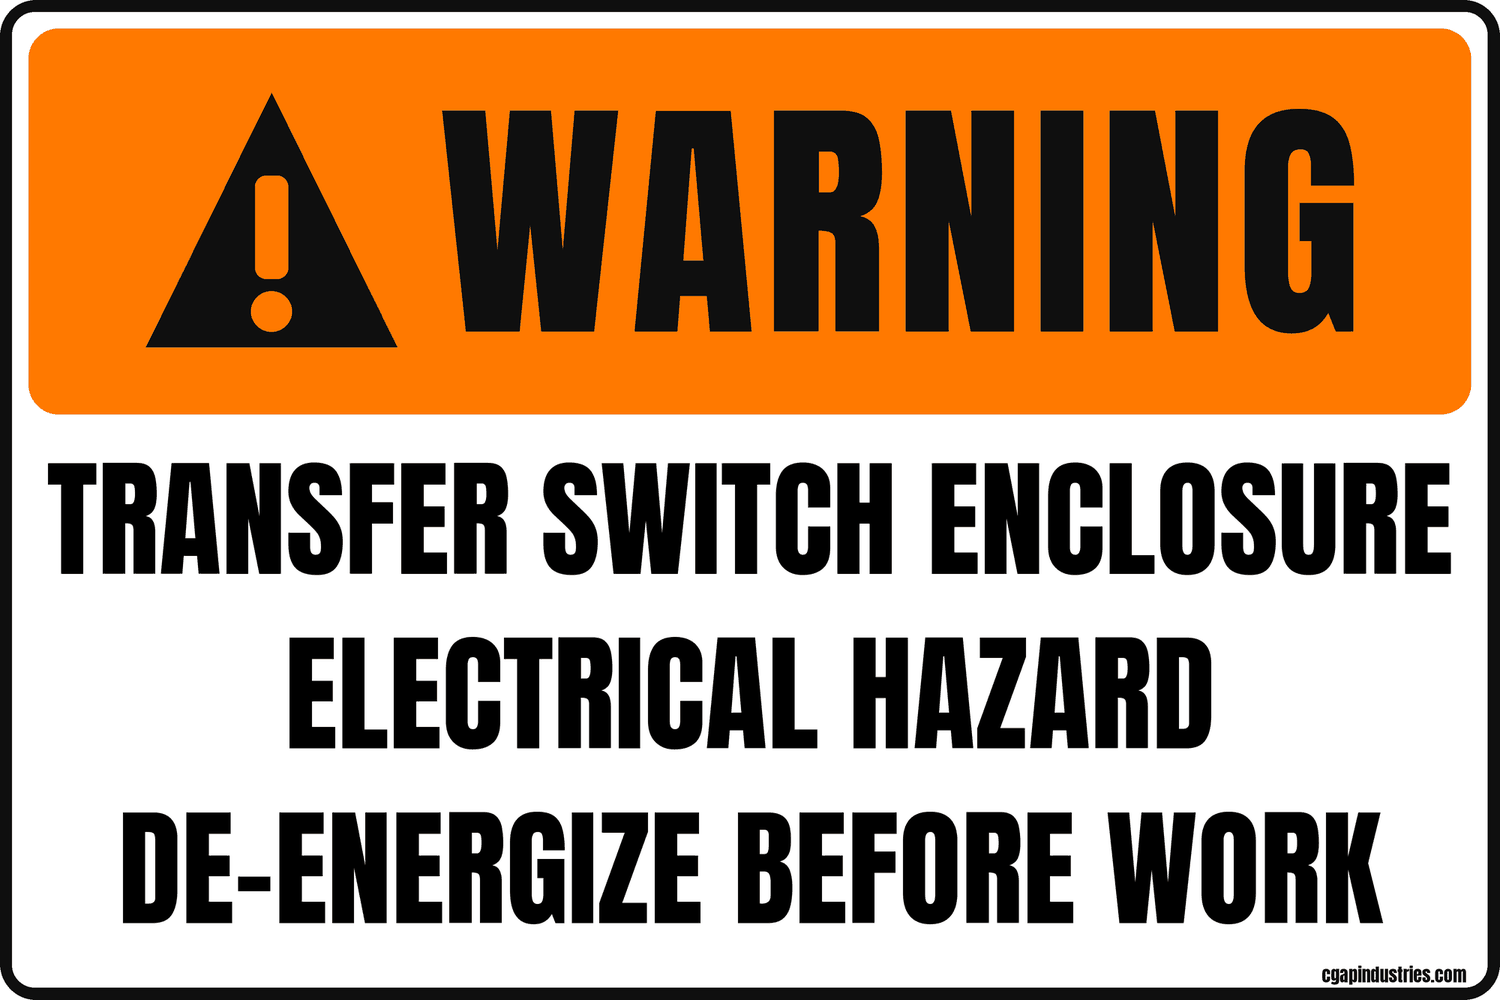 WARNING
TRANSFER SWITCH ENCLOSURE
ELECTRICAL HAZARD
DE-ENERGIZE BEFORE WORK
cgapindustries.com